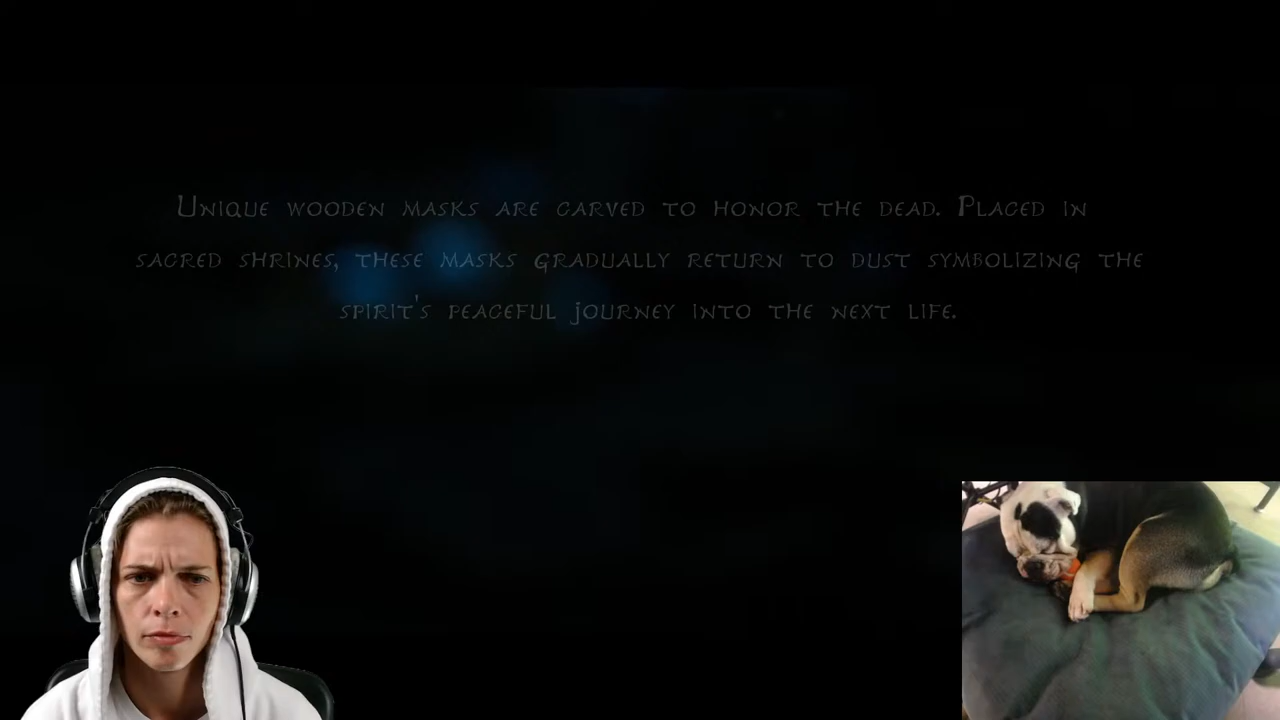 Unique wooden masks are carved to honor the dead. Placed in
sacred shrines, these masks gradually return to dust symbolizing the
spirit's peaceful journey into the next life.